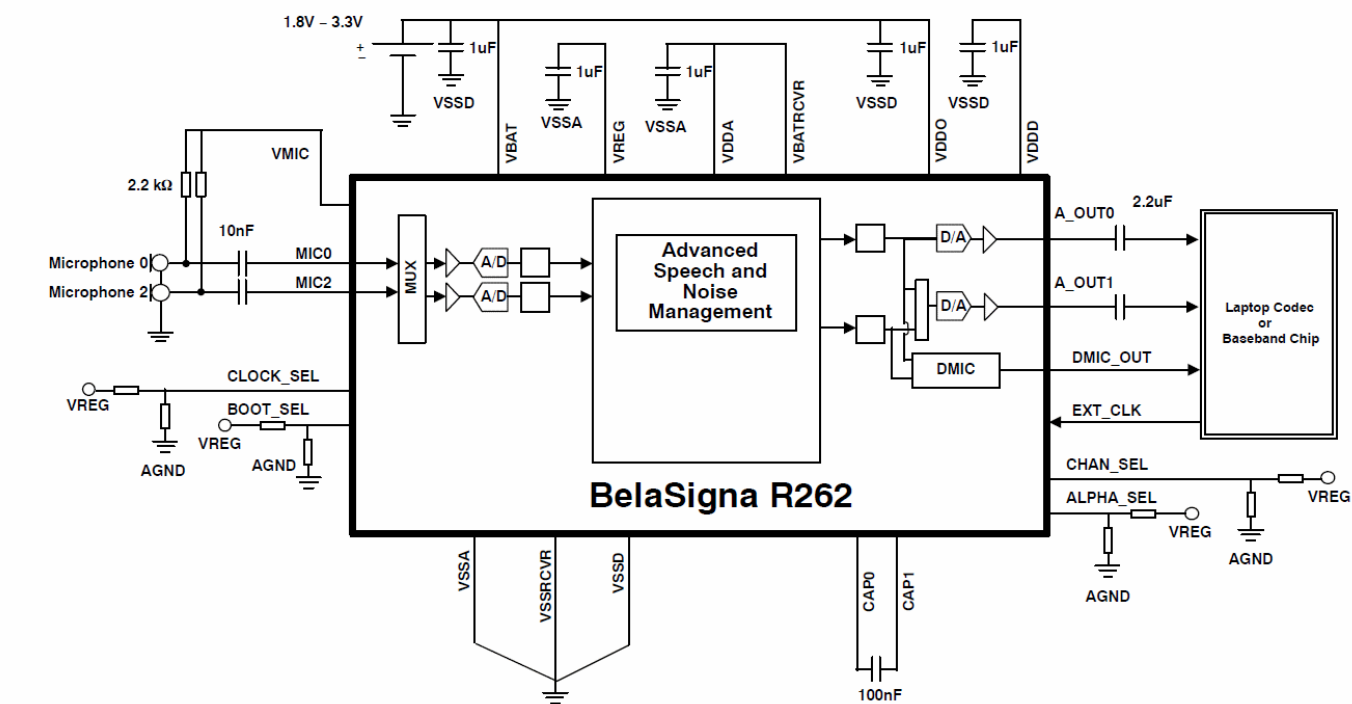 1.8V – 3.3V
+
–
1uF
VSSD
1uF
VSSA
1uF
VSSA
1uF
VSSD
1uF
VSSD
VBAT
VREG
VDDA
VBATRCVR
VDDO
VDDD
VMIC
2.2 kΩ
10nF
Microphone 0
MIC0
Microphone 2
MIC2
MUX
A/D
A/D
Advanced
Speech and
Noise
Management
D/A
D/A
DMIC
A_OUT0
2.2uF
A_OUT1
DMIC_OUT
EXT_CLK
Laptop Codec
or
Baseband Chip
CLOCK_SEL
VREG
AGND
BOOT_SEL
VREG
AGND
BelaSigna R262
CHAN_SEL
VREG
AGND
ALPHA_SEL
VREG
AGND
VSSA
VSSRCVR
VSSD
CAP0
CAP1
100nF